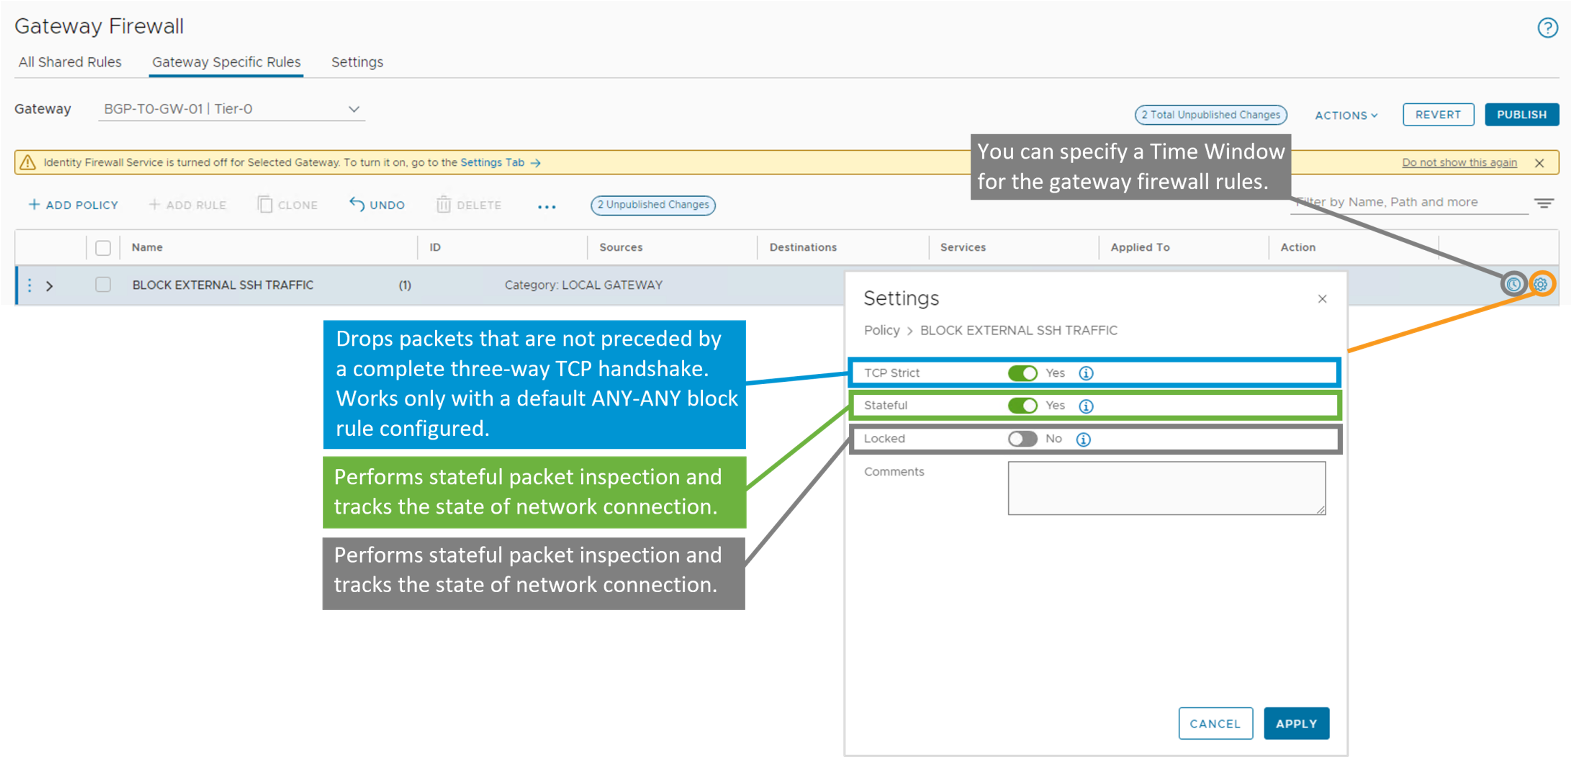 Gateway Firewall
All Shared Rules
Gateway Specific Rules
Settings
Gateway
BGP-T0-GW-01 | Tier-0
2 Total Unpublished Changes
ACTIONS
REVERT
PUBLISH
Identity Firewall Service is turned off for Selected Gateway. To turn it on, go to the Settings Tab →
Do not show this again
You can specify a Time Window
for the gateway firewall rules.
+ ADD POLICY
+ ADD RULE
CLONE
UNDO
DELETE
...
2 Unpublished Changes
Filter by Name, Path and more
Name
ID
Sources
Destinations
Services
Applied To
Action
BLOCK EXTERNAL SSH TRAFFIC
(1)
Category: LOCAL GATEWAY
Settings
Policy > BLOCK EXTERNAL SSH TRAFFIC
TCP Strict
Yes
Stateful
Yes
Locked
No
Comments
CANCEL
APPLY
Drops packets that are not preceded by
a complete three-way TCP handshake.
Works only with a default ANY-ANY block
rule configured.
Performs stateful packet inspection and
tracks the state of network connection.
Performs stateful packet inspection and
tracks the state of network connection.